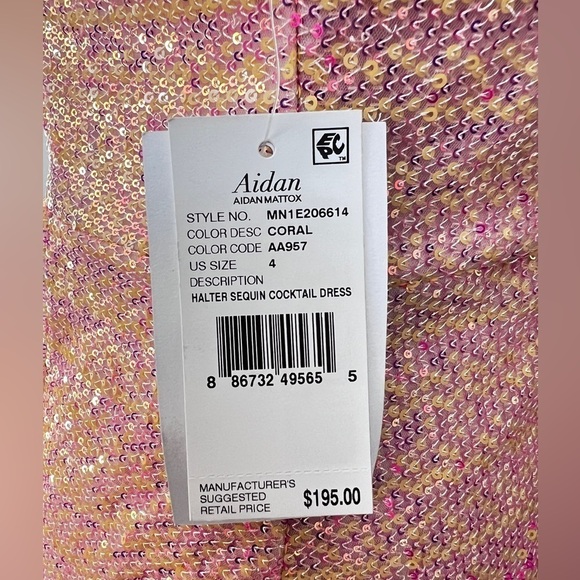 EPC™
Aidan
AIDAN MATTOX
STYLE NO. MN1E206614
COLOR DESC CORAL
COLOR CODE AA957
US SIZE 4
DESCRIPTION
HALTER SEQUIN COCKTAIL DRESS
8 86732 49565 5
MANUFACTURER'S
SUGGESTED
RETAIL PRICE $195.00